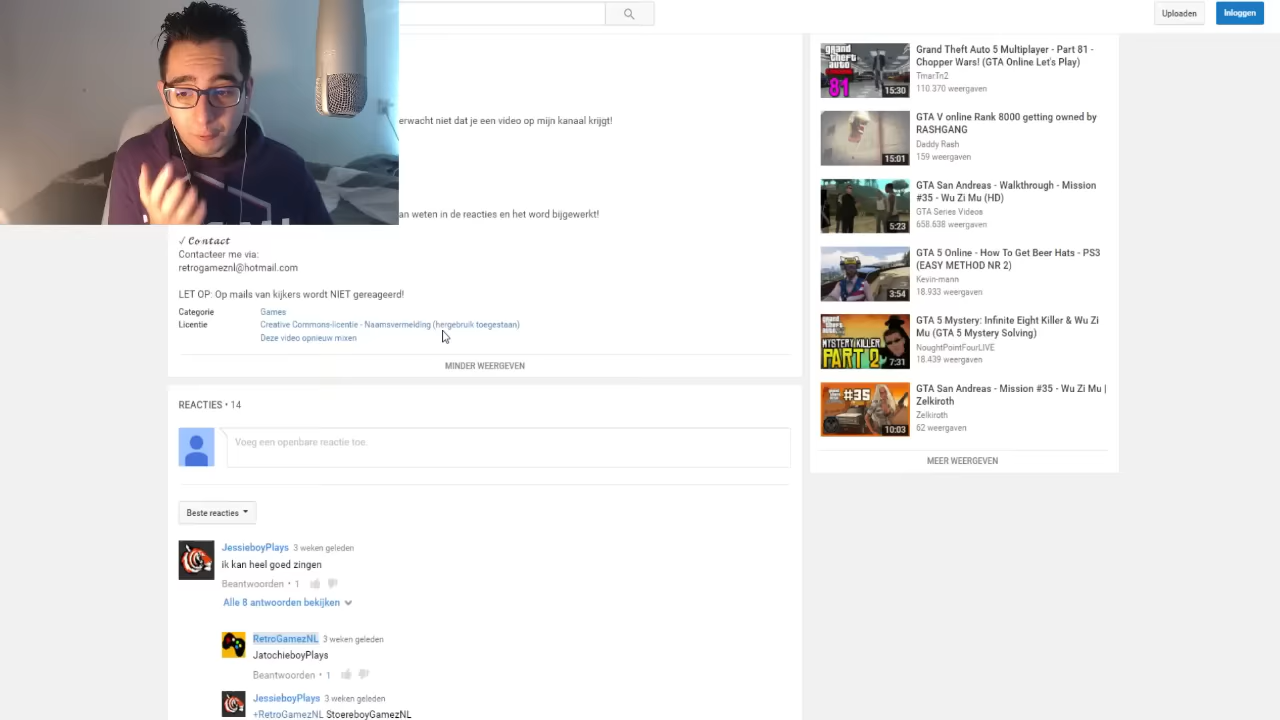 Uploaden
Inloggen
erwacht niet dat je een video op mijn kanaal krijgt!
an weten in de reacties en het word bijgewerkt!
✓ 𝓒𝓸𝓷𝓽𝓪𝓬𝓽
Contacteer me via:
retrogameznl@hotmail.com
LET OP: Op mails van kijkers wordt NIET gereageerd!
Categorie Games
Licentie Creative Commons-licentie - Naamsvermelding (hergebruik toegestaan)
Deze video opnieuw mixen
MINDER WEERGEVEN
REACTIES • 14
Voeg een openbare reactie toe.
Beste reacties
JessieboyPlays 3 weken geleden
ik kan heel goed zingen
Beantwoorden • 1
Alle 8 antwoorden bekijken
RetroGamezNL 3 weken geleden
JatochieboyPlays
Beantwoorden • 1
JessieboyPlays 3 weken geleden
+RetroGamezNL StoereboyGamezNL
grand theft auto
81
15:30
Grand Theft Auto 5 Multiplayer - Part 81 -
Chopper Wars! (GTA Online Let's Play)
TmarTn2
110.370 weergaven
15:01
GTA V online Rank 8000 getting owned by
RASHGANG
Daddy Rash
159 weergaven
5:23
GTA San Andreas - Walkthrough - Mission
#35 - Wu Zi Mu (HD)
GTA Series Videos
658.638 weergaven
3:54
GTA 5 Online - How To Get Beer Hats - PS3
(EASY METHOD NR 2)
Kevin-mann
18.933 weergaven
MYSTERY KILLER
PART 2
7:31
GTA 5 Mystery: Infinite Eight Killer & Wu Zi
Mu (GTA 5 Mystery Solving)
NoughtPointFourLIVE
18.439 weergaven
#35
10:03
GTA San Andreas - Mission #35 - Wu Zi Mu |
Zelkiroth
Zelkiroth
62 weergaven
MEER WEERGEVEN